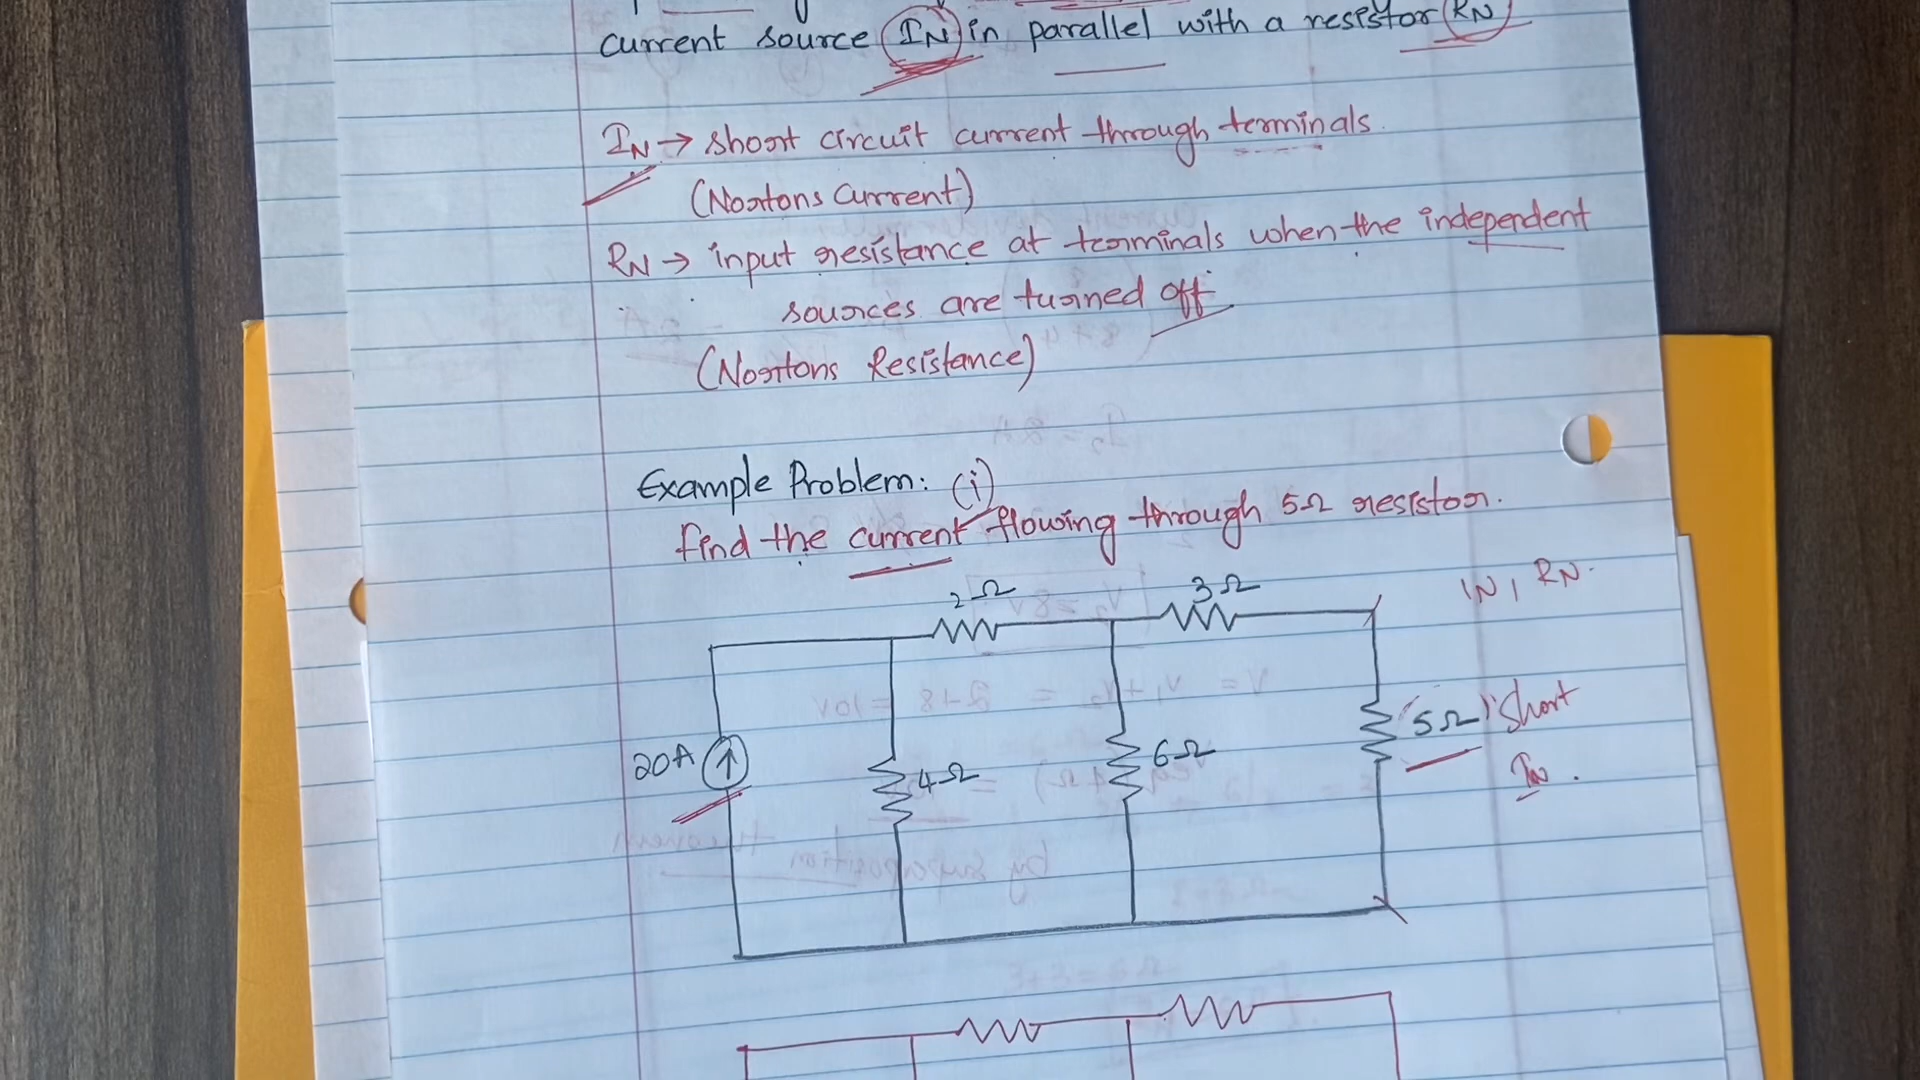 current source IN in parallel with a resistor RN
IN → short circuit current through terminals.
(Nortons Current)
RN → input resistance at terminals when the independent
sources are turned off
(Nortons Resistance)
Example Problem: (i)
find the current flowing through 5Ω resistor.
IN, RN.
2Ω
3Ω
20A
4Ω
6Ω
5Ω
Short
IN.